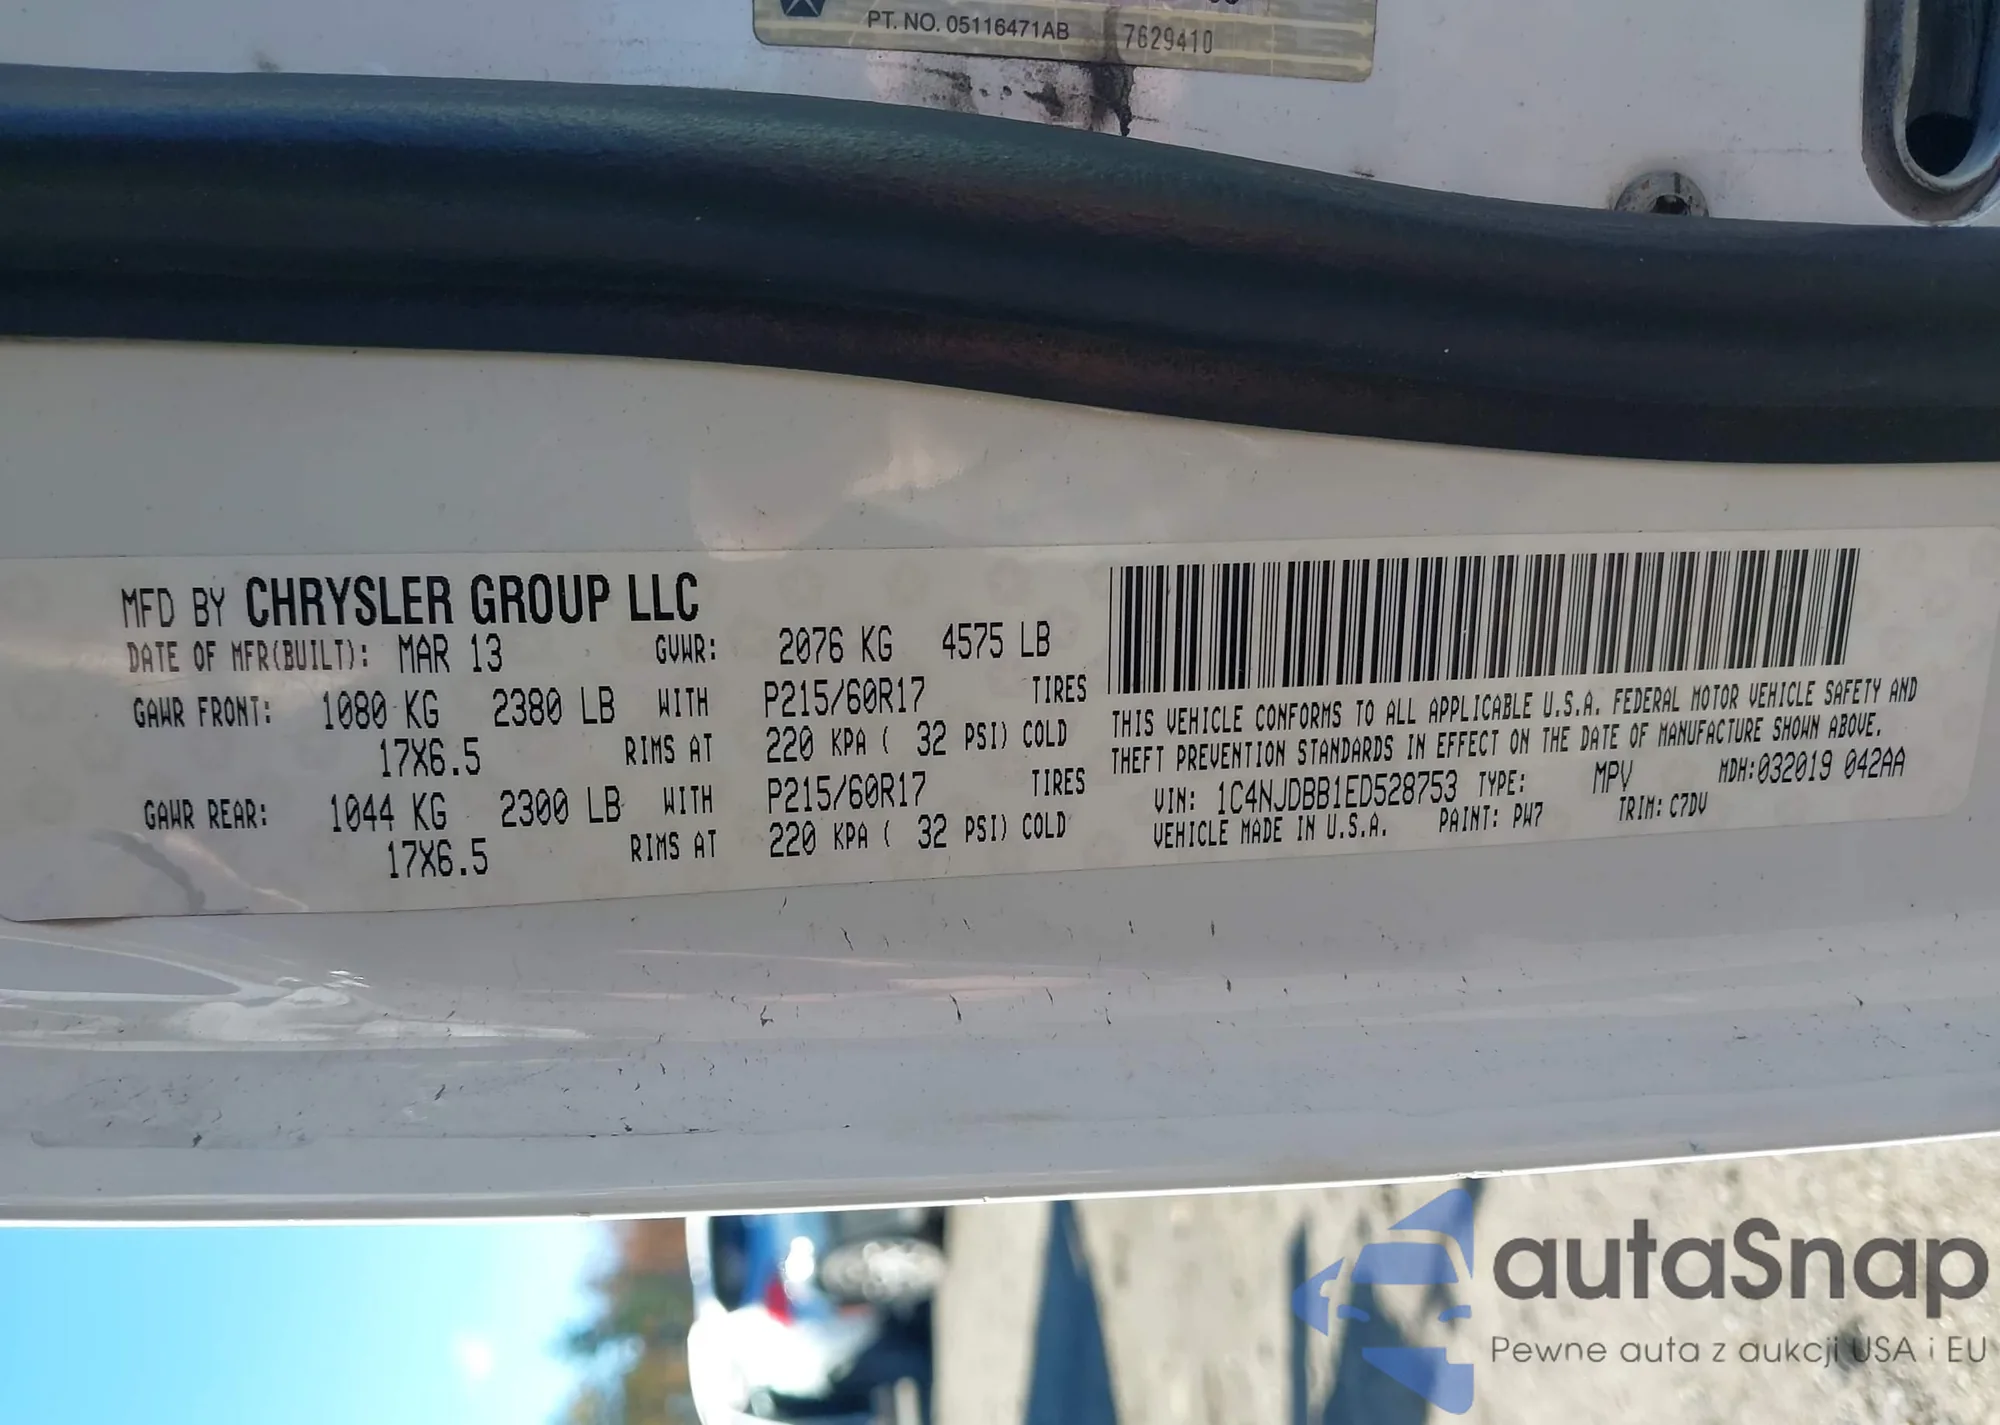 PT. NO. 05116471AB
7629410
MFD BY CHRYSLER GROUP LLC
DATE OF MFR(BUILT): MAR 13 GVWR: 2076 KG 4575 LB
GAWR FRONT: 1080 KG 2380 LB WITH P215/60R17 TIRES
17X6.5 RIMS AT 220 KPA ( 32 PSI) COLD
GAWR REAR: 1044 KG 2300 LB WITH P215/60R17 TIRES
17X6.5 RIMS AT 220 KPA ( 32 PSI) COLD
THIS VEHICLE CONFORMS TO ALL APPLICABLE U.S.A. FEDERAL MOTOR VEHICLE SAFETY AND
THEFT PREVENTION STANDARDS IN EFFECT ON THE DATE OF MANUFACTURE SHOWN ABOVE.
VIN: 1C4NJDBB1ED528753 TYPE: MPV MDH:032019 042AA
VEHICLE MADE IN U.S.A. PAINT: PW7 TRIM: C7DV
autaSnap
Pewne auta z aukcji USA i EU